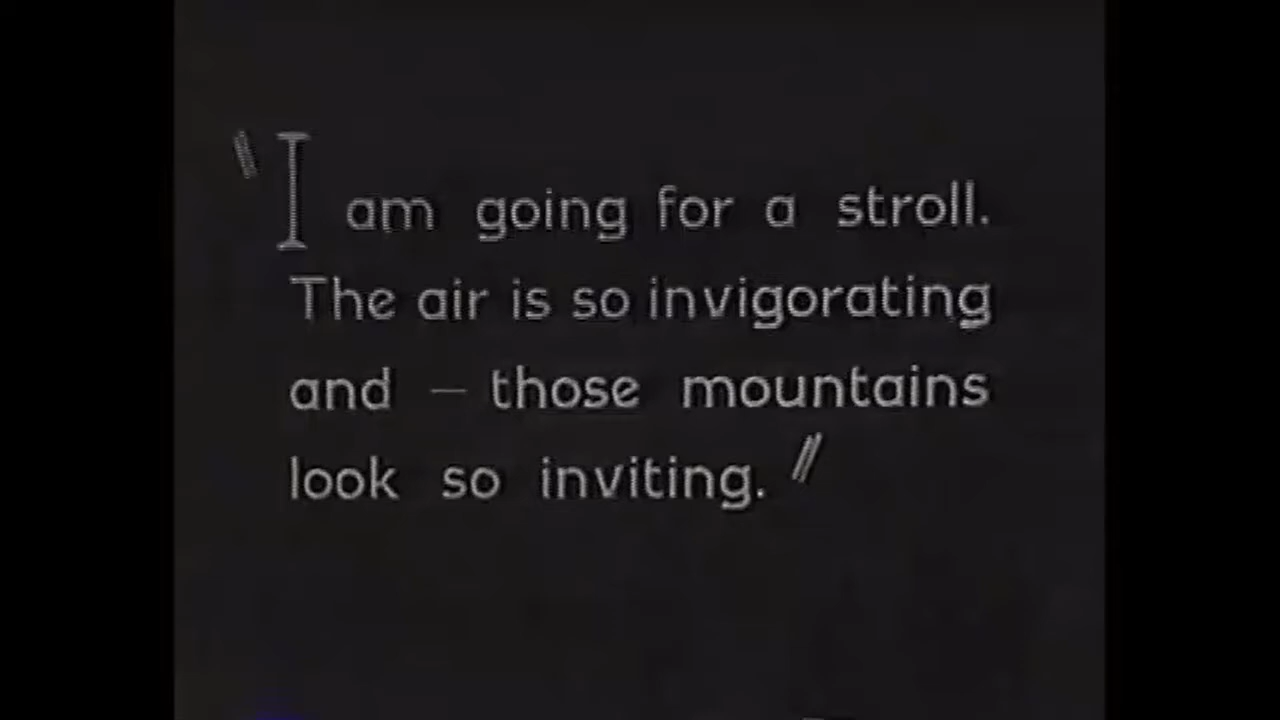 "I am going for a stroll.
The air is so invigorating
and – those mountains
look so inviting."